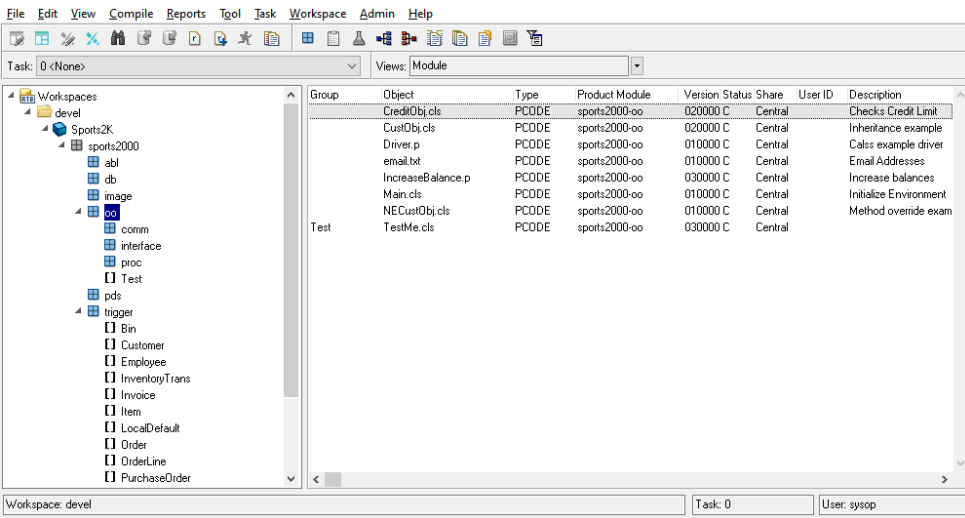 File Edit View Compile Reports Tool Task Workspace Admin Help
Task: 0 <None> Views: Module
Workspaces
devel
Sports2K
sports2000
abl
db
image
oo
comm
interface
proc
[] Test
pds
trigger
[] Bin
[] Customer
[] Employee
[] InventoryTrans
[] Invoice
[] Item
[] LocalDefault
[] Order
[] OrderLine
[] PurchaseOrder
Group Object Type Product Module Version Status Share User ID Description
CreditObj.cls PCODE sports2000-oo 020000 C Central Checks Credit Limit
CustObj.cls PCODE sports2000-oo 020000 C Central Inheritance example
Driver.p PCODE sports2000-oo 010000 C Central Calss example driver
email.txt PCODE sports2000-oo 010000 C Central Email Addresses
IncreaseBalance.p PCODE sports2000-oo 030000 C Central Increase balances
Main.cls PCODE sports2000-oo 010000 C Central Initialize Environment
NECustObj.cls PCODE sports2000-oo 010000 C Central Method override exam
Test TestMe.cls PCODE sports2000-oo 030000 C Central
Workspace: devel Task: 0 User: sysop